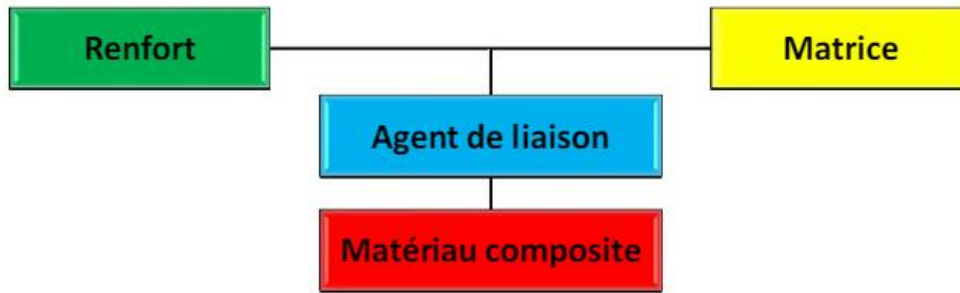 Renfort
Matrice
Agent de liaison
Matériau composite